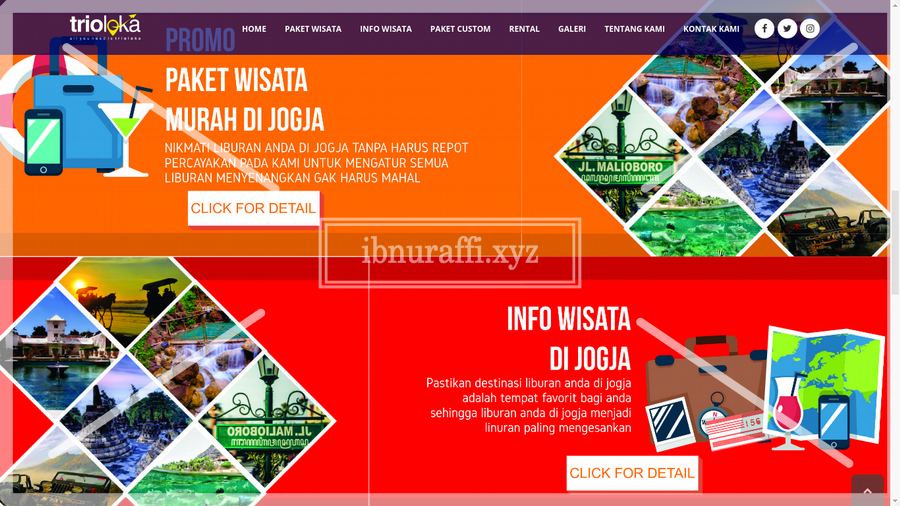 trioloka
HOME PAKET WISATA INFO WISATA PAKET CUSTOM RENTAL GALERI TENTANG KAMI KONTAK KAMI
PROMO
PAKET WISATA
MURAH DI JOGJA
NIKMATI LIBURAN ANDA DI JOGJA TANPA HARUS REPOT
PERCAYAKAN PADA KAMI UNTUK MENGATUR SEMUA
LIBURAN MENYENANGKAN GAK HARUS MAHAL
CLICK FOR DETAIL
JL. MALIOBORO
ibnuraffi.xyz
INFO WISATA
DI JOGJA
Pastikan destinasi liburan anda di jogja
adalah tempat favorit bagi anda
sehingga liburan anda di jogja menjadi
linuran paling mengesankan
JL. MALIOBORO
156
CLICK FOR DETAIL